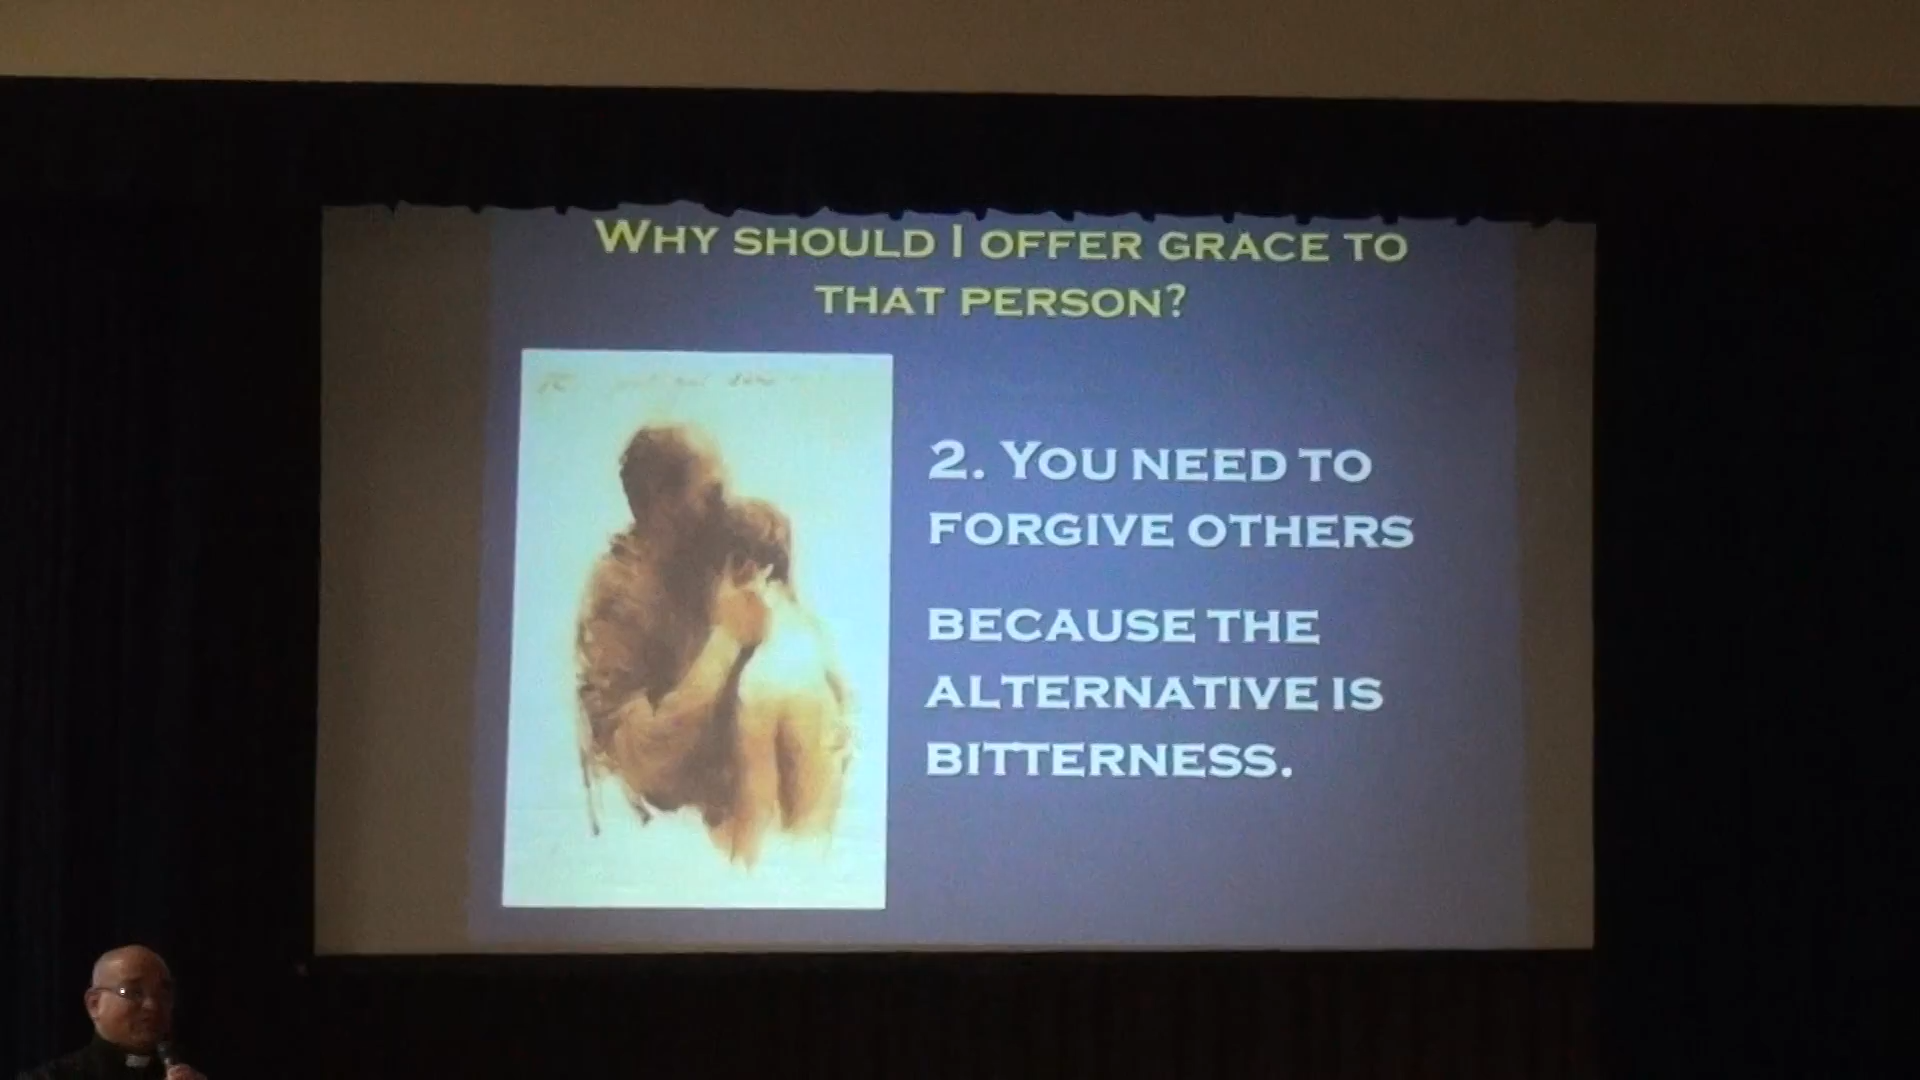 WHY SHOULD I OFFER GRACE TO
THAT PERSON?
2. YOU NEED TO
FORGIVE OTHERS
BECAUSE THE
ALTERNATIVE IS
BITTERNESS.